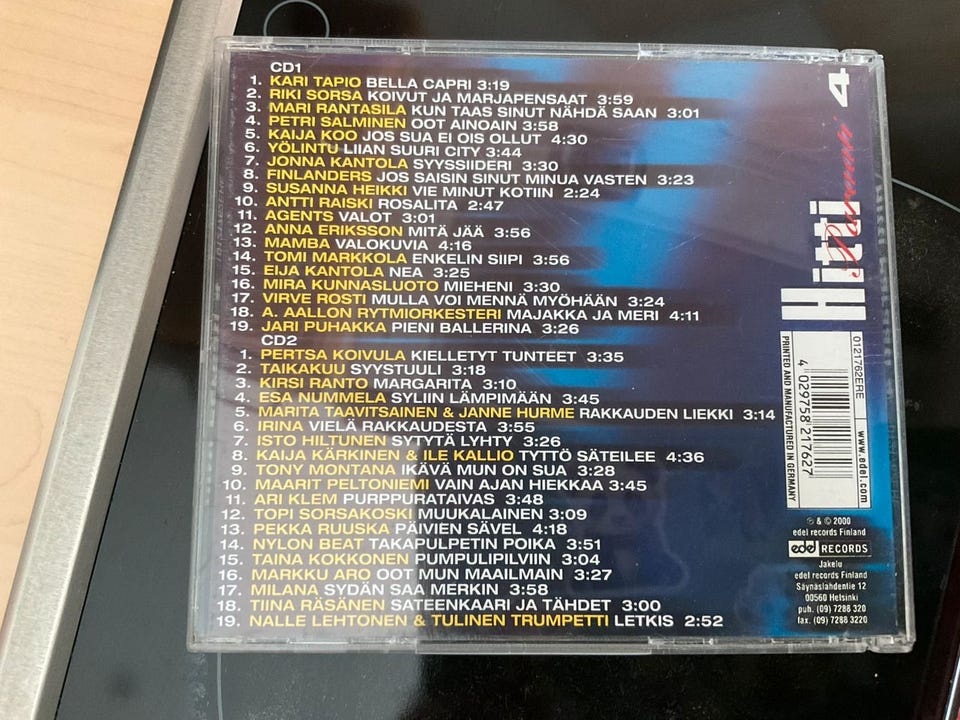 CD1
1. KARI TAPIO BELLA CAPRI 3:19
2. RIKI SORSA KOIVUT JA MARJAPENSAAT 3:59
3. MARI RANTASILA KUN TAAS SINUT NÄHDÄ SAAN 3:01
4. PETRI SALMINEN OOT AINOAIN 3:58
5. KAIJA KOO JOS SUA EI OIS OLLUT 4:30
6. YÖLINTU LIIAN SUURI CITY 3:44
7. JONNA KANTOLA SYYSSIIDERI 3:30
8. FINLANDERS JOS SAISIN SINUT MINUA VASTEN 3:23
9. SUSANNA HEIKKI VIE MINUT KOTIIN 2:24
10. ANTTI RAISKI ROSALITA 2:47
11. AGENTS VALOT 3:01
12. ANNA ERIKSSON MITÄ JÄÄ 3:56
13. MAMBA VALOKUVIA 4:16
14. TOMI MARKKOLA ENKELIN SIIPI 3:56
15. EIJA KANTOLA NEA 3:25
16. MIRA KUNNASLUOTO MIEHENI 3:30
17. VIRVE ROSTI MULLA VOI MENNÄ MYÖHÄÄN 3:24
18. A. AALLON RYTMIORKESTERI MAJAKKA JA MERI 4:11
19. JARI PUHAKKA PIENI BALLERINA 3:26
CD2
1. PERTSA KOIVULA KIELLETYT TUNTEET 3:35
2. TAIKAKUU SYYSTUULI 3:18
3. KIRSI RANTO MARGARITA 3:10
4. ESA NUMMELA SYLIIN LÄMPIMÄÄN 3:45
5. MARITA TAAVITSAINEN & JANNE HURME RAKKAUDEN LIEKKI 3:14
6. IRINA VIELÄ RAKKAUDESTA 3:55
7. ISTO HILTUNEN SYTYTÄ LYHTY 3:26
8. KAIJA KÄRKINEN & ILE KALLIO TYTTÖ SÄTEILEE 4:36
9. TONY MONTANA IKÄVÄ MUN ON SUA 3:28
10. MAARIT PELTONIEMI VAIN AJAN HIEKKAA 3:45
11. ARI KLEM PURPPURATAIVAS 3:48
12. TOPI SORSAKOSKI MUUKALAINEN 3:09
13. PEKKA RUUSKA PÄIVIEN SÄVEL 4:18
14. NYLON BEAT TAKAPULPETIN POIKA 3:51
15. TAINA KOKKONEN PUMPULIPILVIIN 3:04
16. MARKKU ARO OOT MUN MAAILMAIN 3:27
17. MILANA SYDÄN SAA MERKIN 3:58
18. TIINA RÄSÄNEN SATEENKAARI JA TÄHDET 3:00
19. NALLE LEHTONEN & TULINEN TRUMPETTI LETKIS 2:52
Hitti
4
PRINTED AND MANUFACTURED IN GERMANY
4 029758 217627
0121762ERE
www.edel.com
℗ & © 2000
edel records Finland
edel RECORDS
Jakelu
edel records Finland
Säynäslahdentie 12
00560 Helsinki
puh. (09) 7288 320
fax. (09) 7288 3220